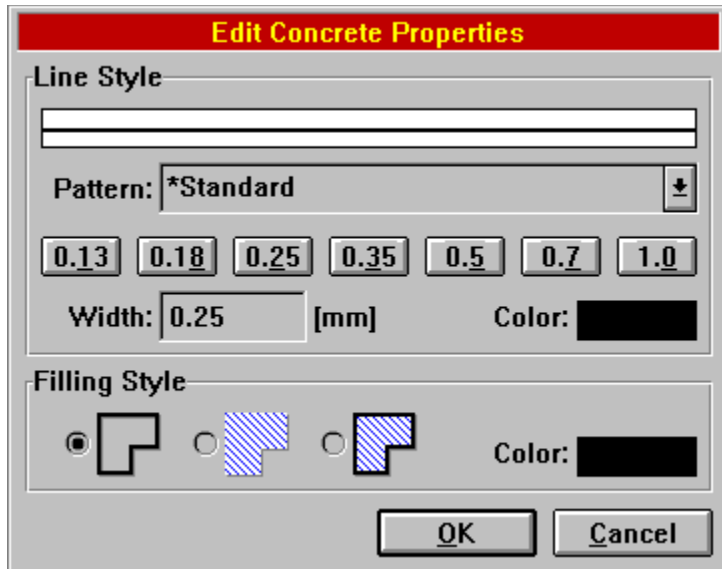 Edit Concrete Properties
Line Style
Pattern: *Standard
0.13 0.18 0.25 0.35 0.5 0.7 1.0
Width: 0.25 [mm] Color:
Filling Style
Color:
OK Cancel